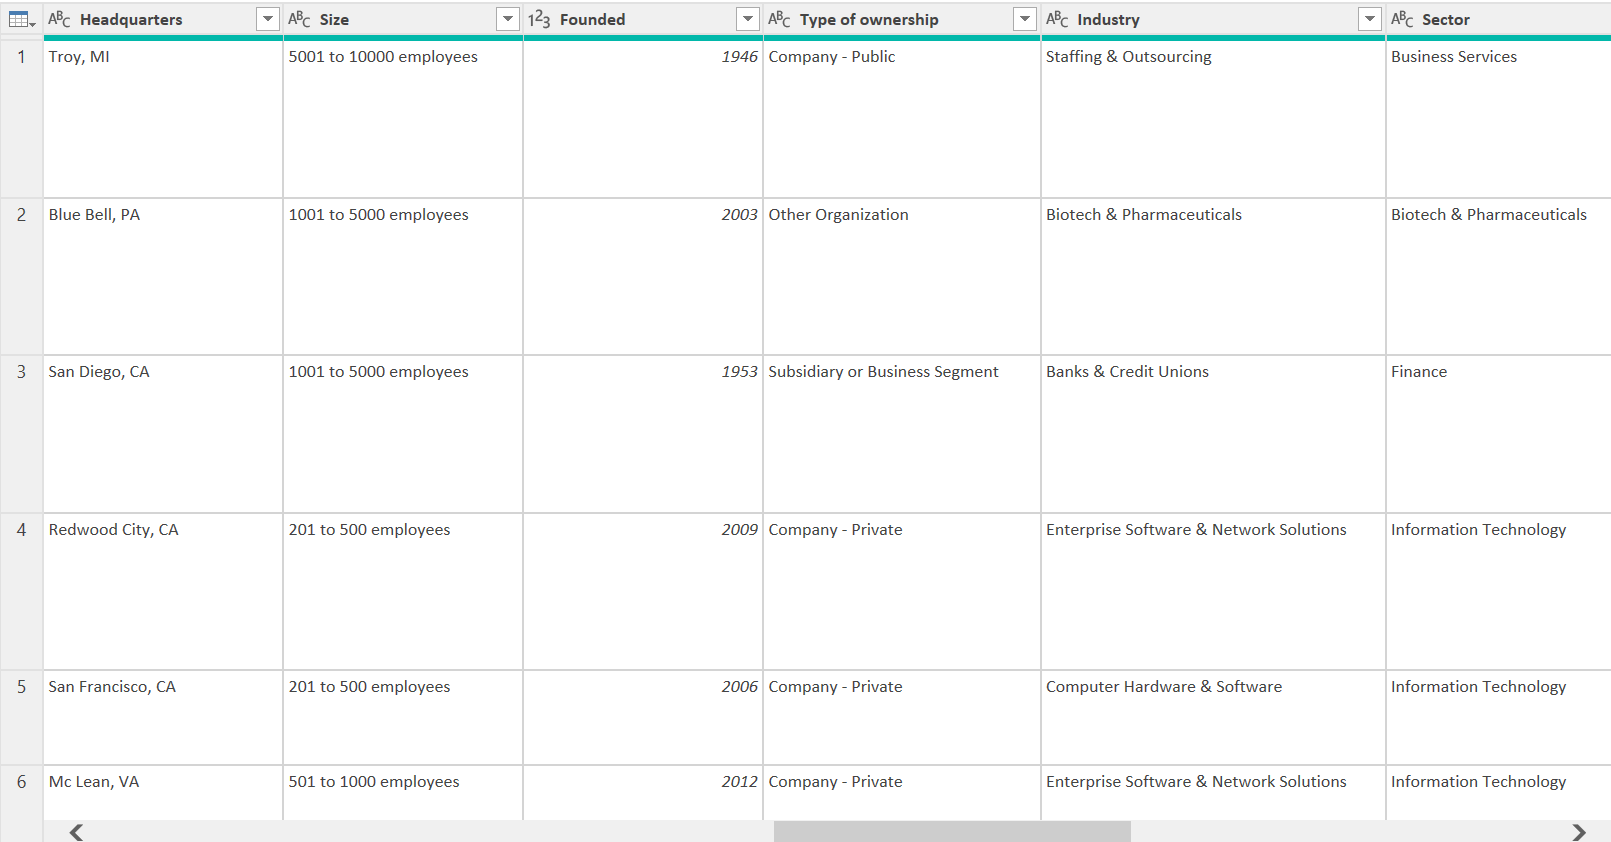 ABC Headquarters ABC Size 123 Founded ABC Type of ownership ABC Industry ABC Sector
1 Troy, MI 5001 to 10000 employees 1946 Company - Public Staffing & Outsourcing Business Services
2 Blue Bell, PA 1001 to 5000 employees 2003 Other Organization Biotech & Pharmaceuticals Biotech & Pharmaceuticals
3 San Diego, CA 1001 to 5000 employees 1953 Subsidiary or Business Segment Banks & Credit Unions Finance
4 Redwood City, CA 201 to 500 employees 2009 Company - Private Enterprise Software & Network Solutions Information Technology
5 San Francisco, CA 201 to 500 employees 2006 Company - Private Computer Hardware & Software Information Technology
6 Mc Lean, VA 501 to 1000 employees 2012 Company - Private Enterprise Software & Network Solutions Information Technology